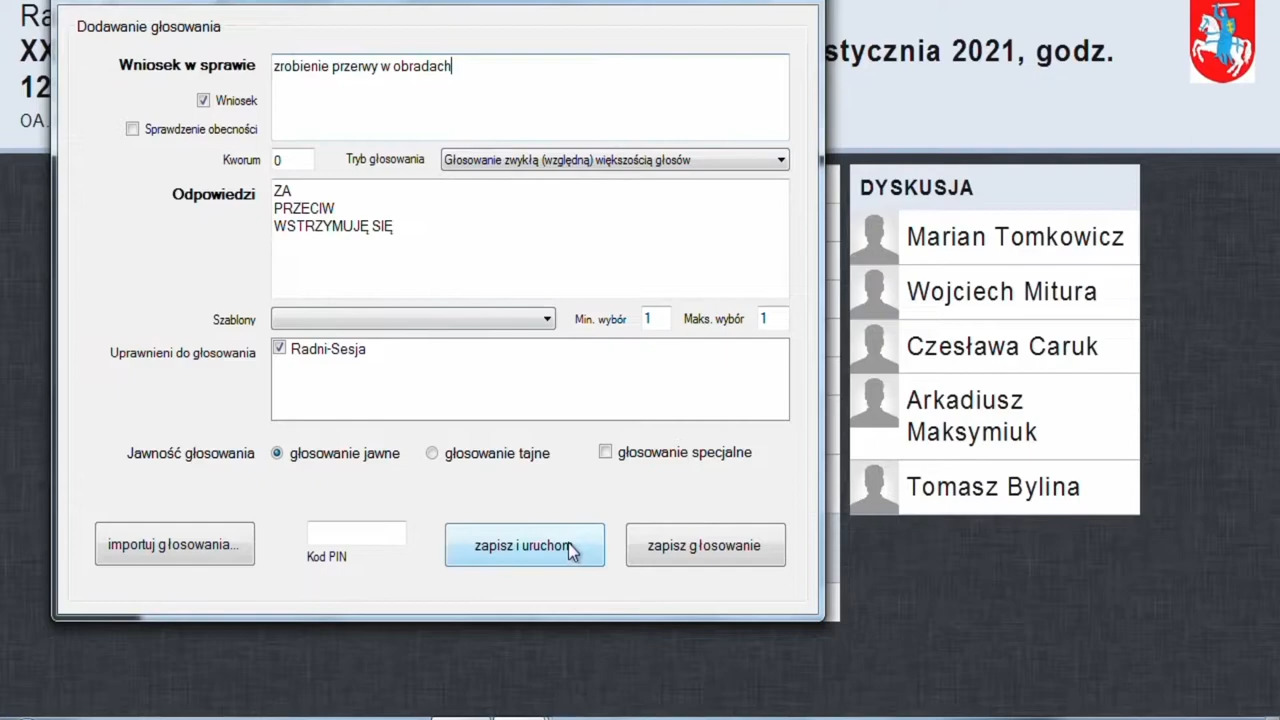 Ra
Dodawanie głosowania
XX
stycznia 2021, godz.
12
OA.
Wniosek w sprawie
zrobienie przerwy w obradach
Wniosek
Sprawdzenie obecności
Kworum 0 Tryb głosowania Głosowanie zwykłą (względną) większością głosów
Odpowiedzi
ZA
PRZECIW
WSTRZYMUJĘ SIĘ
Szablony Min. wybór 1 Maks. wybór 1
Uprawnieni do głosowania Radni-Sesja
Jawność głosowania głosowanie jawne głosowanie tajne głosowanie specjalne
importuj głosowania...
Kod PIN
zapisz i uruchom
zapisz głosowanie
DYSKUSJA
Marian Tomkowicz
Wojciech Mitura
Czesława Caruk
Arkadiusz
Maksymiuk
Tomasz Bylina